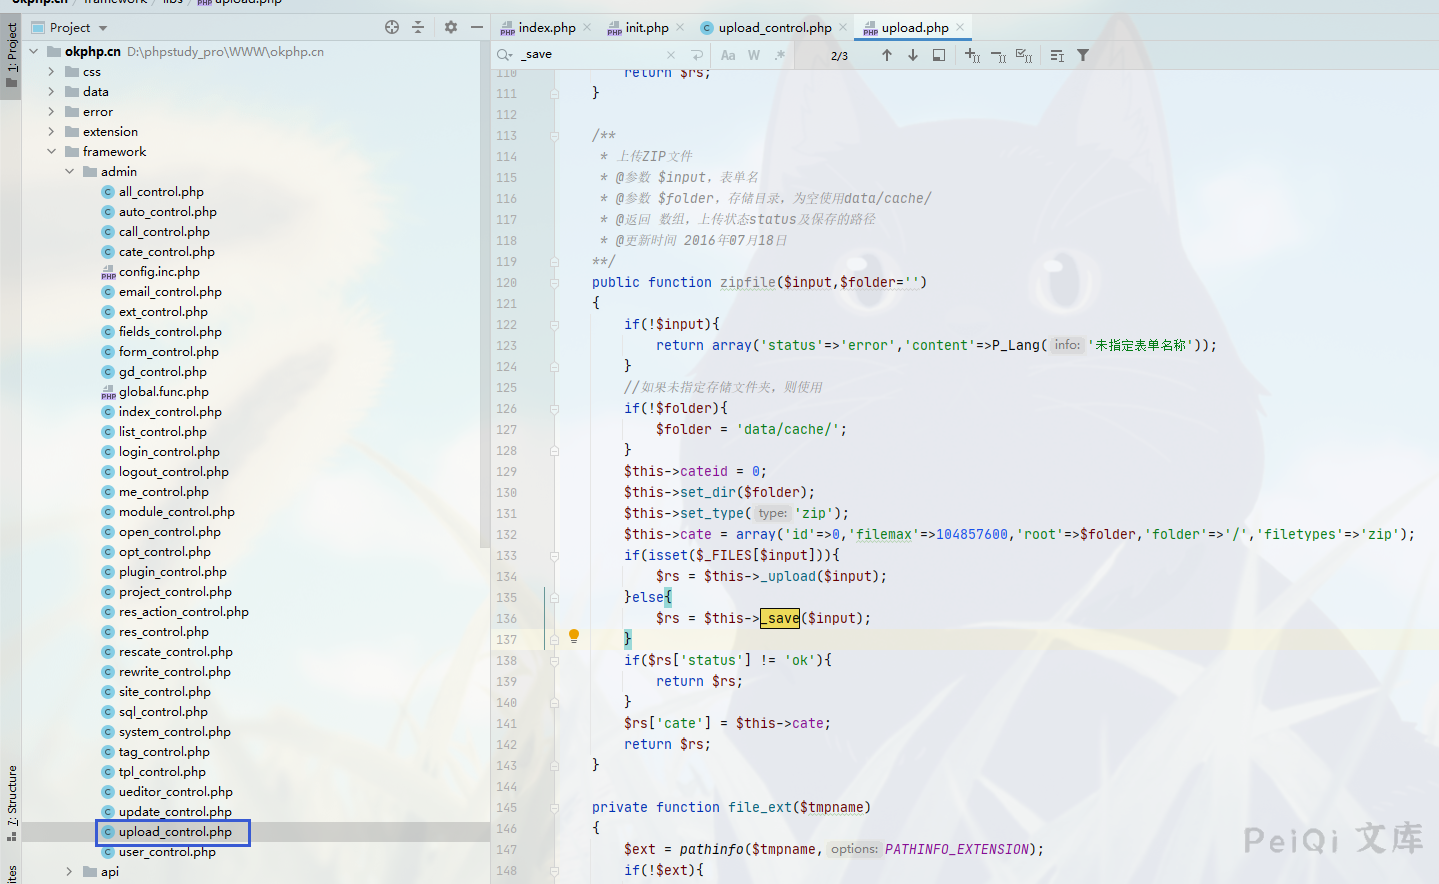 okphp.cn framework libs upload.php
Project
index.php init.php upload_control.php upload.php
1: Project
okphp.cn D:\phpstudy_pro\WWW\okphp.cn
_save Aa W .* 2/3
css
data
error
extension
framework
admin
all_control.php
auto_control.php
call_control.php
cate_control.php
config.inc.php
email_control.php
ext_control.php
fields_control.php
form_control.php
gd_control.php
global.func.php
index_control.php
list_control.php
login_control.php
logout_control.php
me_control.php
module_control.php
open_control.php
opt_control.php
plugin_control.php
project_control.php
res_action_control.php
res_control.php
rescate_control.php
rewrite_control.php
site_control.php
sql_control.php
system_control.php
tag_control.php
tpl_control.php
ueditor_control.php
update_control.php
upload_control.php
user_control.php
api
7: Structure
110 return $rs;
111 }
112
113 /**
114 * 上传ZIP文件
115 * @参数 $input，表单名
116 * @参数 $folder，存储目录，为空使用data/cache/
117 * @返回 数组，上传状态status及保存的路径
118 * @更新时间 2016年07月18日
119 **/
120 public function zipfile($input,$folder='')
121 {
122 if(!$input){
123 return array('status'=>'error','content'=>P_Lang( info: '未指定表单名称'));
124 }
125 //如果未指定存储文件夹，则使用
126 if(!$folder){
127 $folder = 'data/cache/';
128 }
129 $this->cateid = 0;
130 $this->set_dir($folder);
131 $this->set_type( type: 'zip');
132 $this->cate = array('id'=>0,'filemax'=>104857600,'root'=>$folder,'folder'=>'/','filetypes'=>'zip');
133 if(isset($_FILES[$input])){
134 $rs = $this->_upload($input);
135 }else{
136 $rs = $this->_save($input);
137 }
138 if($rs['status'] != 'ok'){
139 return $rs;
140 }
141 $rs['cate'] = $this->cate;
142 return $rs;
143 }
144
145 private function file_ext($tmpname)
146 {
147 $ext = pathinfo($tmpname, options: PATHINFO_EXTENSION);
148 if(!$ext){
PeiQi 文库